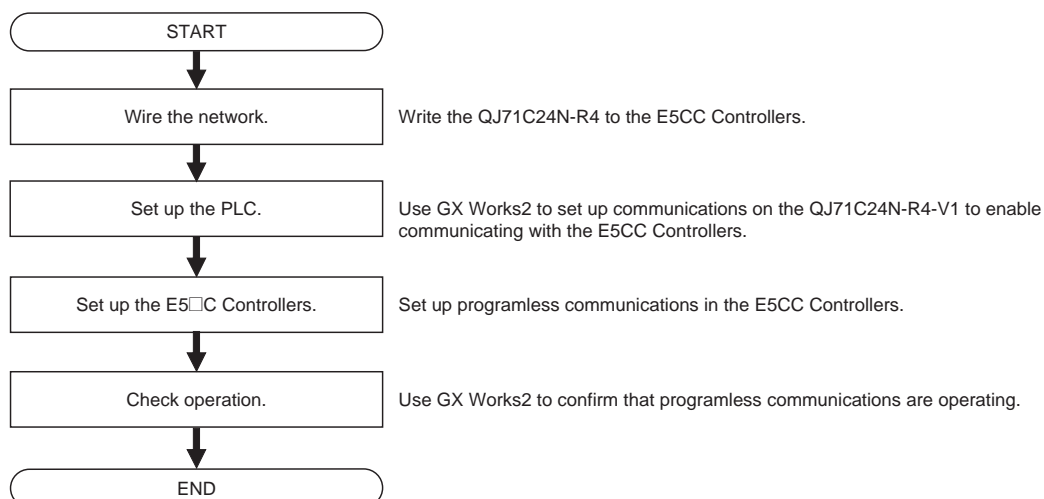 START
Wire the network.
Write the QJ71C24N-R4 to the E5CC Controllers.
Set up the PLC.
Use GX Works2 to set up communications on the QJ71C24N-R4-V1 to enable
communicating with the E5CC Controllers.
Set up the E5□C Controllers.
Set up programless communications in the E5CC Controllers.
Check operation.
Use GX Works2 to confirm that programless communications are operating.
END